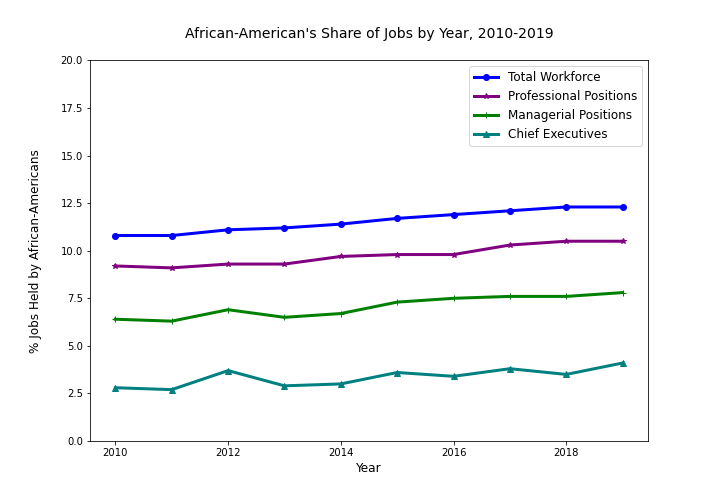 African-American's Share of Jobs by Year, 2010-2019
Total Workforce
Professional Positions
Managerial Positions
Chief Executives
% Jobs Held by African-Americans
20.0
17.5
15.0
12.5
10.0
7.5
5.0
2.5
0.0
2010 2012 2014 2016 2018
Year